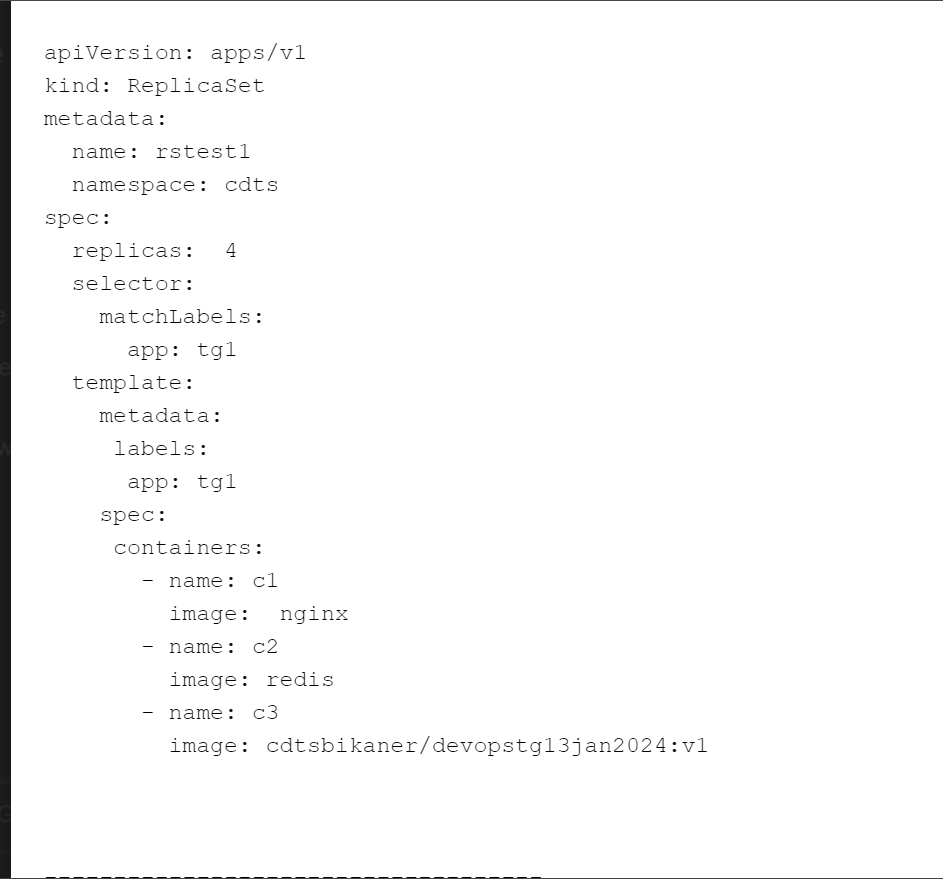 apiVersion: apps/v1
kind: ReplicaSet
metadata:
  name: rstest1
  namespace: cdts
spec:
  replicas:  4
  selector:
    matchLabels:
      app: tg1
  template:
    metadata:
     labels:
      app: tg1
    spec:
     containers:
       - name: c1
         image:  nginx
       - name: c2
         image: redis
       - name: c3
         image: cdtsbikaner/devopstg13jan2024:v1